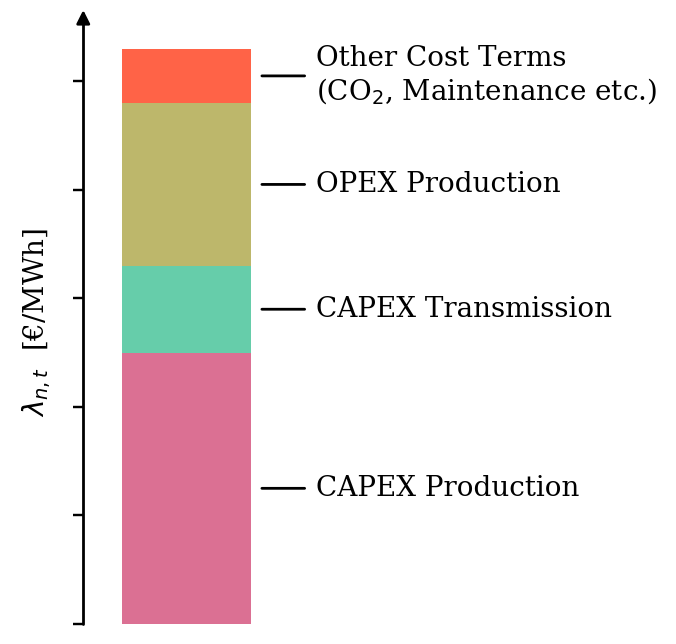 Other Cost Terms
(CO₂, Maintenance etc.)
OPEX Production
λₙ,ₜ [€/MWh]
CAPEX Transmission
CAPEX Production